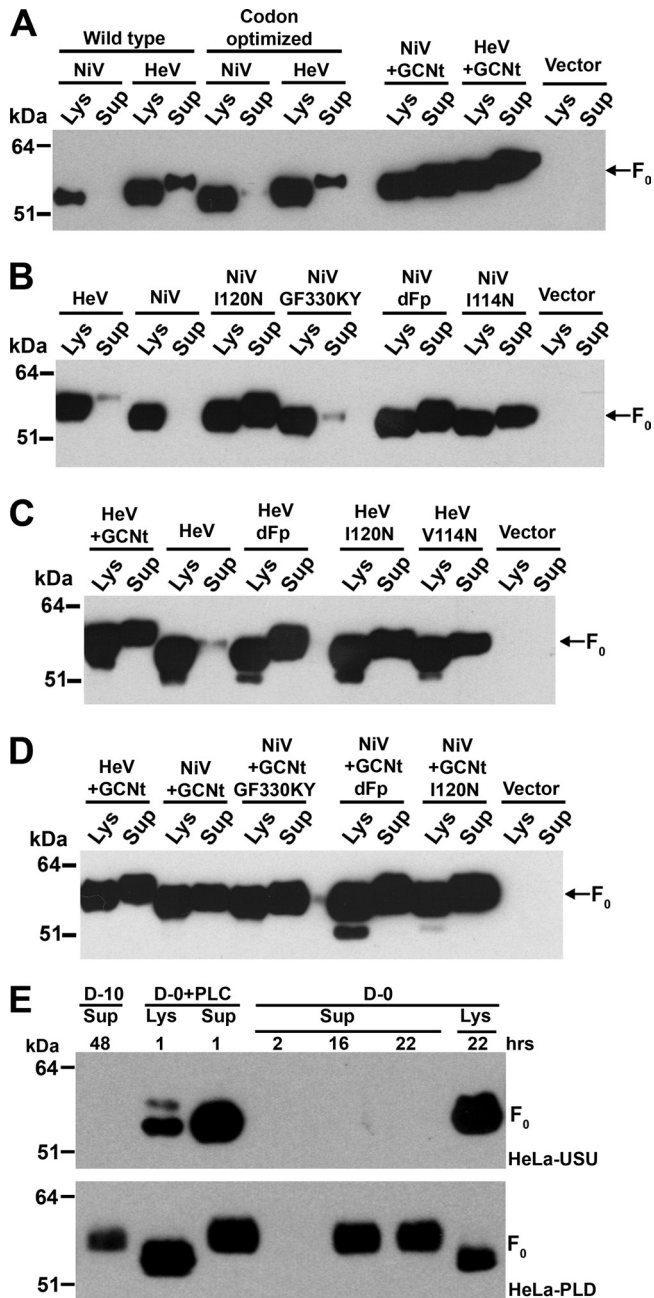 A
Wild type
Codon
optimized
NiV
HeV
NiV
HeV
NiV
+GCNt
HeV
+GCNt
Vector
kDa
Lys Sup Lys Sup Lys Sup Lys Sup Lys Sup Lys Sup Lys Sup
64
F0
51
B
HeV
NiV
NiV
I120N
NiV
GF330KY
NiV
dFp
NiV
I114N
Vector
kDa
Lys Sup Lys Sup Lys Sup Lys Sup Lys Sup Lys Sup Lys Sup
64
F0
51
C
HeV
+GCNt
HeV
HeV
dFp
HeV
I120N
HeV
V114N
Vector
kDa
Lys Sup Lys Sup Lys Sup Lys Sup Lys Sup Lys Sup
64
F0
51
D
HeV
+GCNt
NiV
+GCNt
NiV
+GCNt
GF330KY
NiV
+GCNt
dFp
NiV
+GCNt
I120N
Vector
kDa
Lys Sup Lys Sup Lys Sup Lys Sup Lys Sup Lys Sup
64
F0
51
E
D-10 D-0+PLC D-0
Sup Lys Sup Sup Lys
kDa 48 1 1 2 16 22 22 hrs
64
F0
51
HeLa-USU
64
F0
51
HeLa-PLD